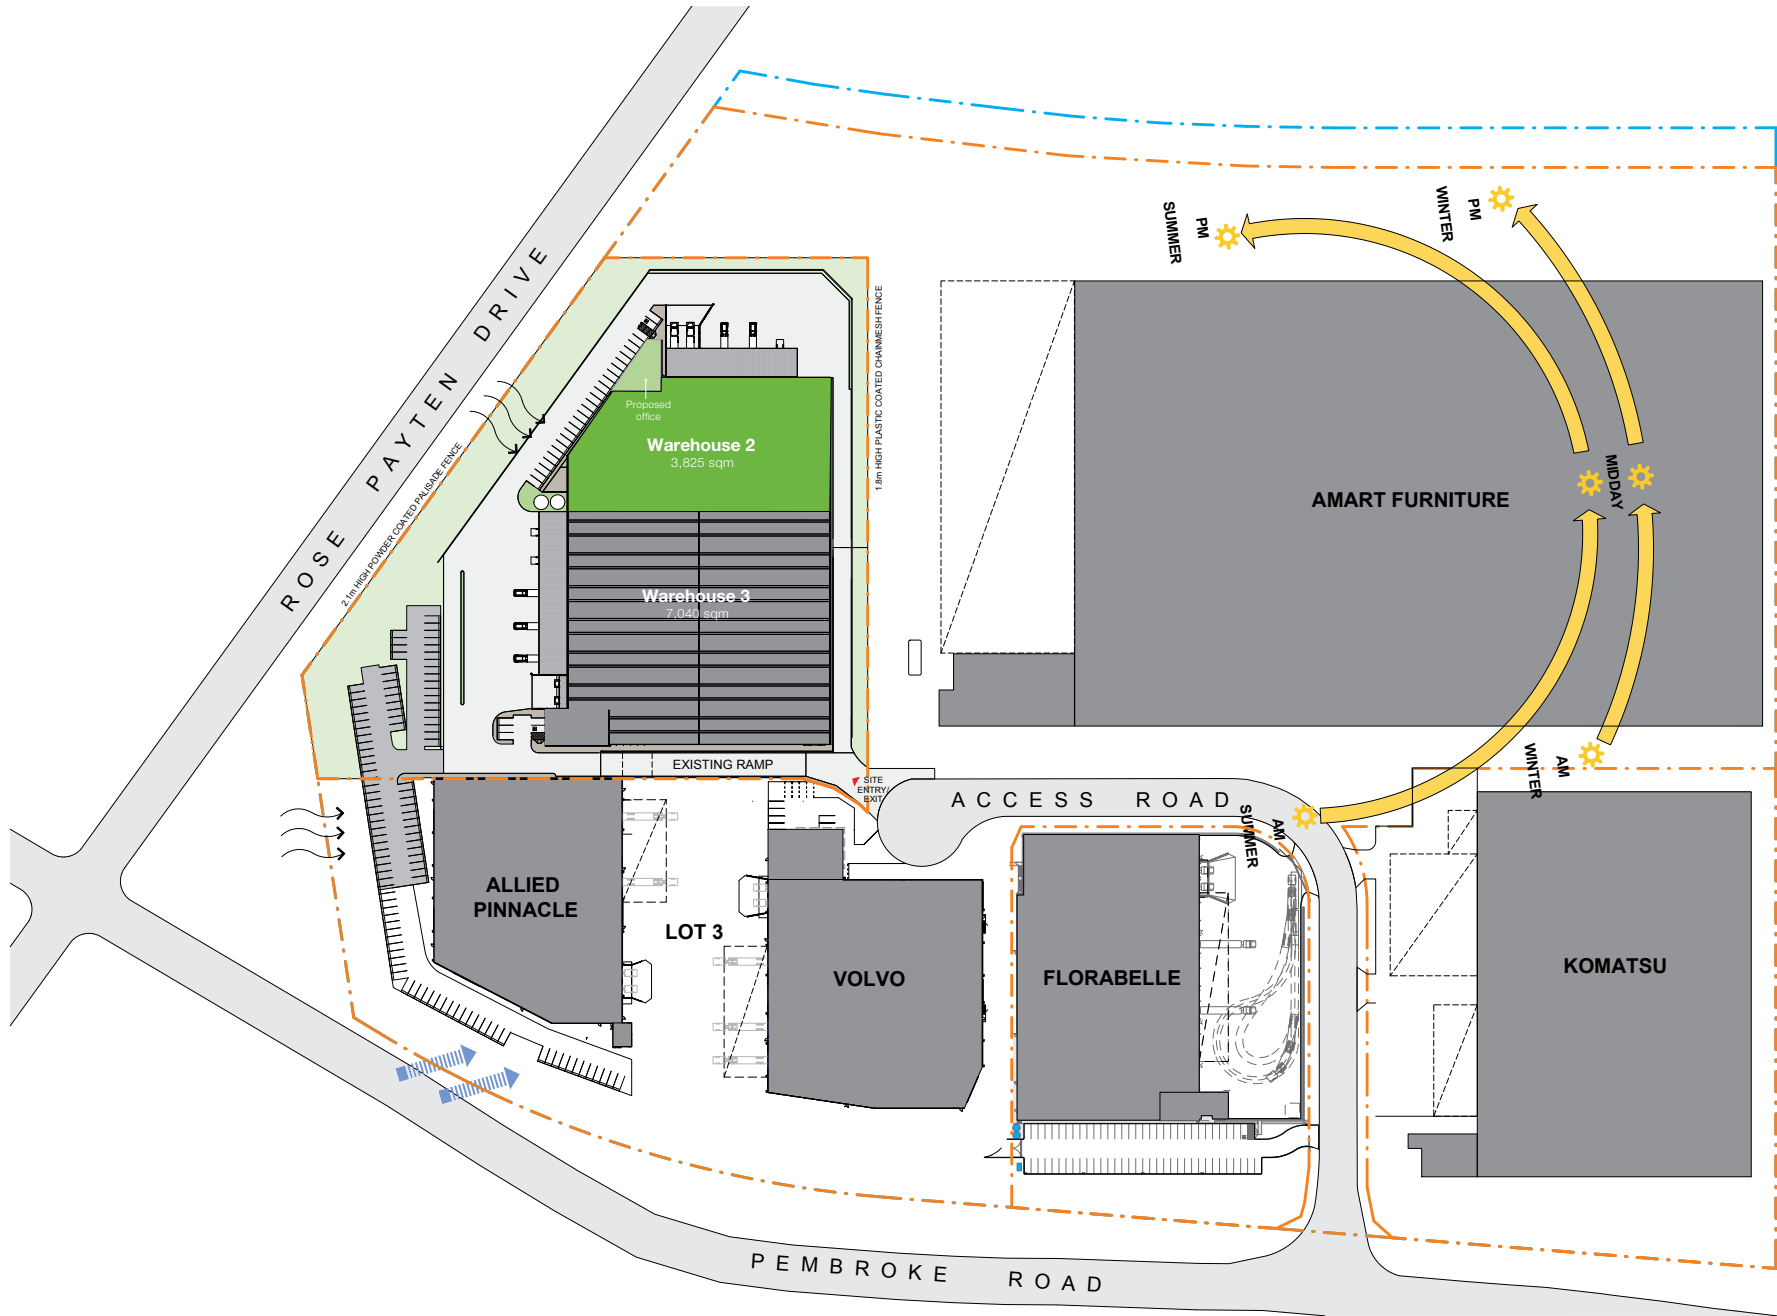 ROSE PAYTEN DRIVE
2.1m HIGH POWDER COATED PALISADE FENCE
1.8m HIGH PLASTIC COATED CHAINMESH FENCE
Proposed
office
Warehouse 2
3,825 sqm
Warehouse 3
7,040 sqm
EXISTING RAMP
SITE
ENTRY/
EXIT
PM
SUMMER
PM
WINTER
MIDDAY
AMART FURNITURE
AM
WINTER
AM
SUMMER
ACCESS ROAD
ALLIED
PINNACLE
LOT 3
VOLVO
FLORABELLE
KOMATSU
PEMBROKE ROAD